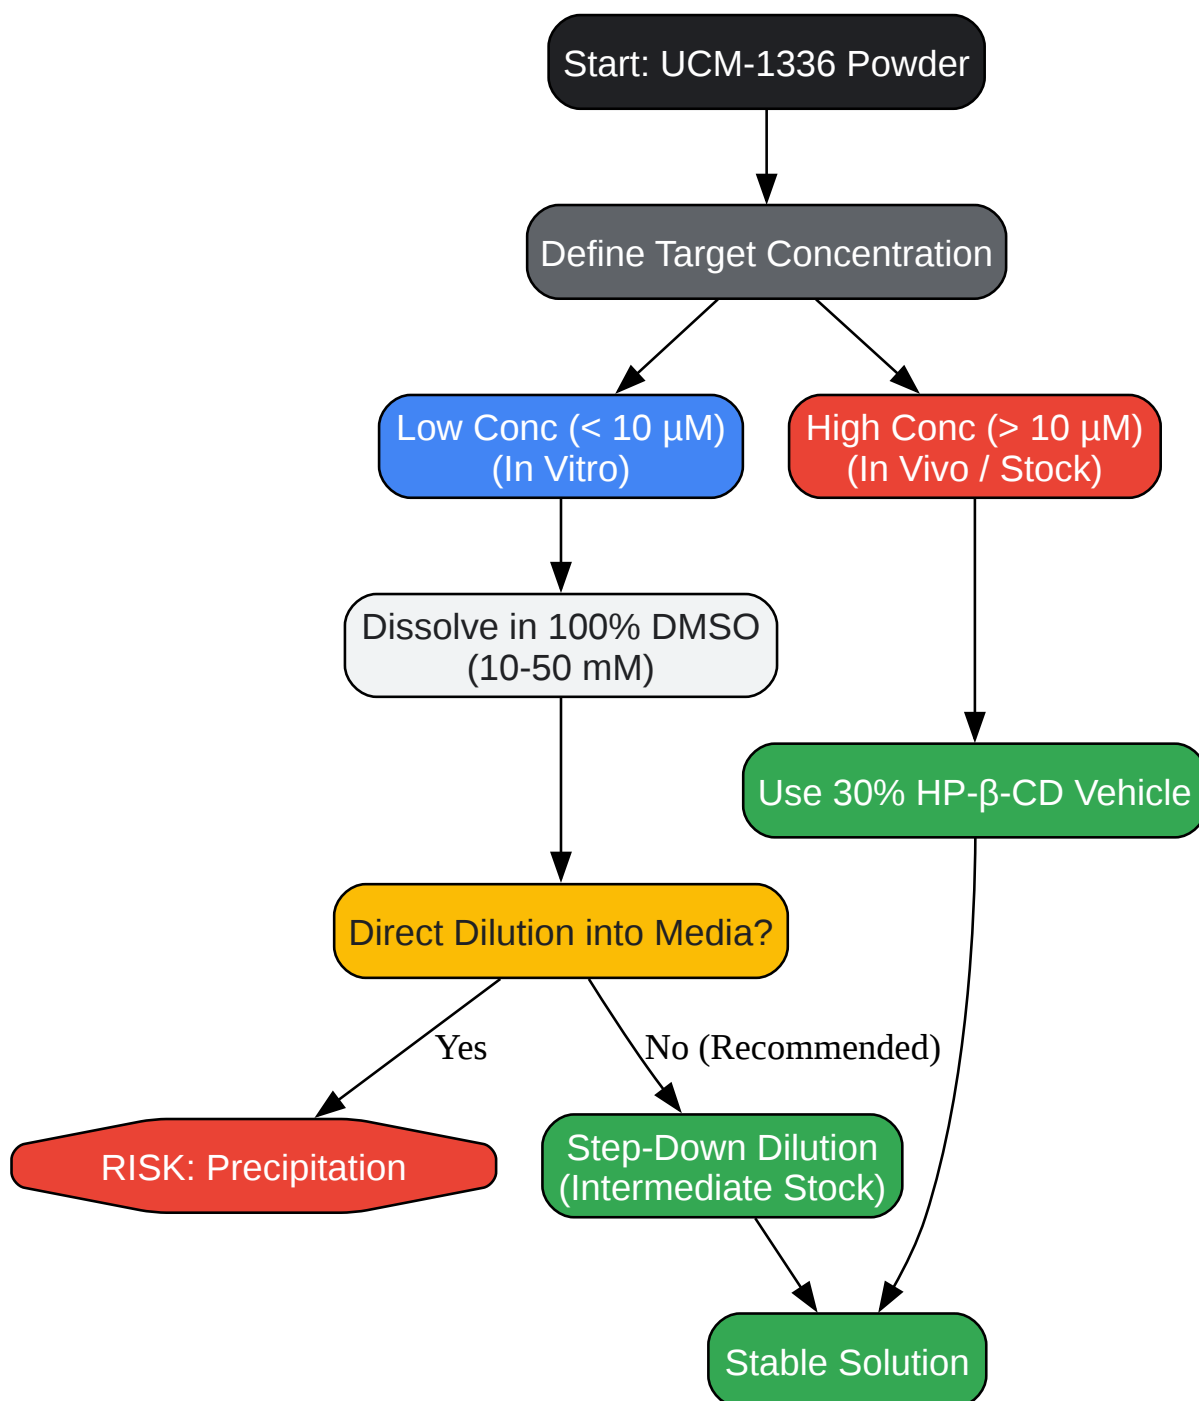 Start: UCM-1336 Powder
Define Target Concentration
Low Conc (< 10 µM)
(In Vitro)
High Conc (> 10 µM)
(In Vivo / Stock)
Dissolve in 100% DMSO
(10-50 mM)
Use 30% HP-β-CD Vehicle
Direct Dilution into Media?
Yes
No (Recommended)
RISK: Precipitation
Step-Down Dilution
(Intermediate Stock)
Stable Solution